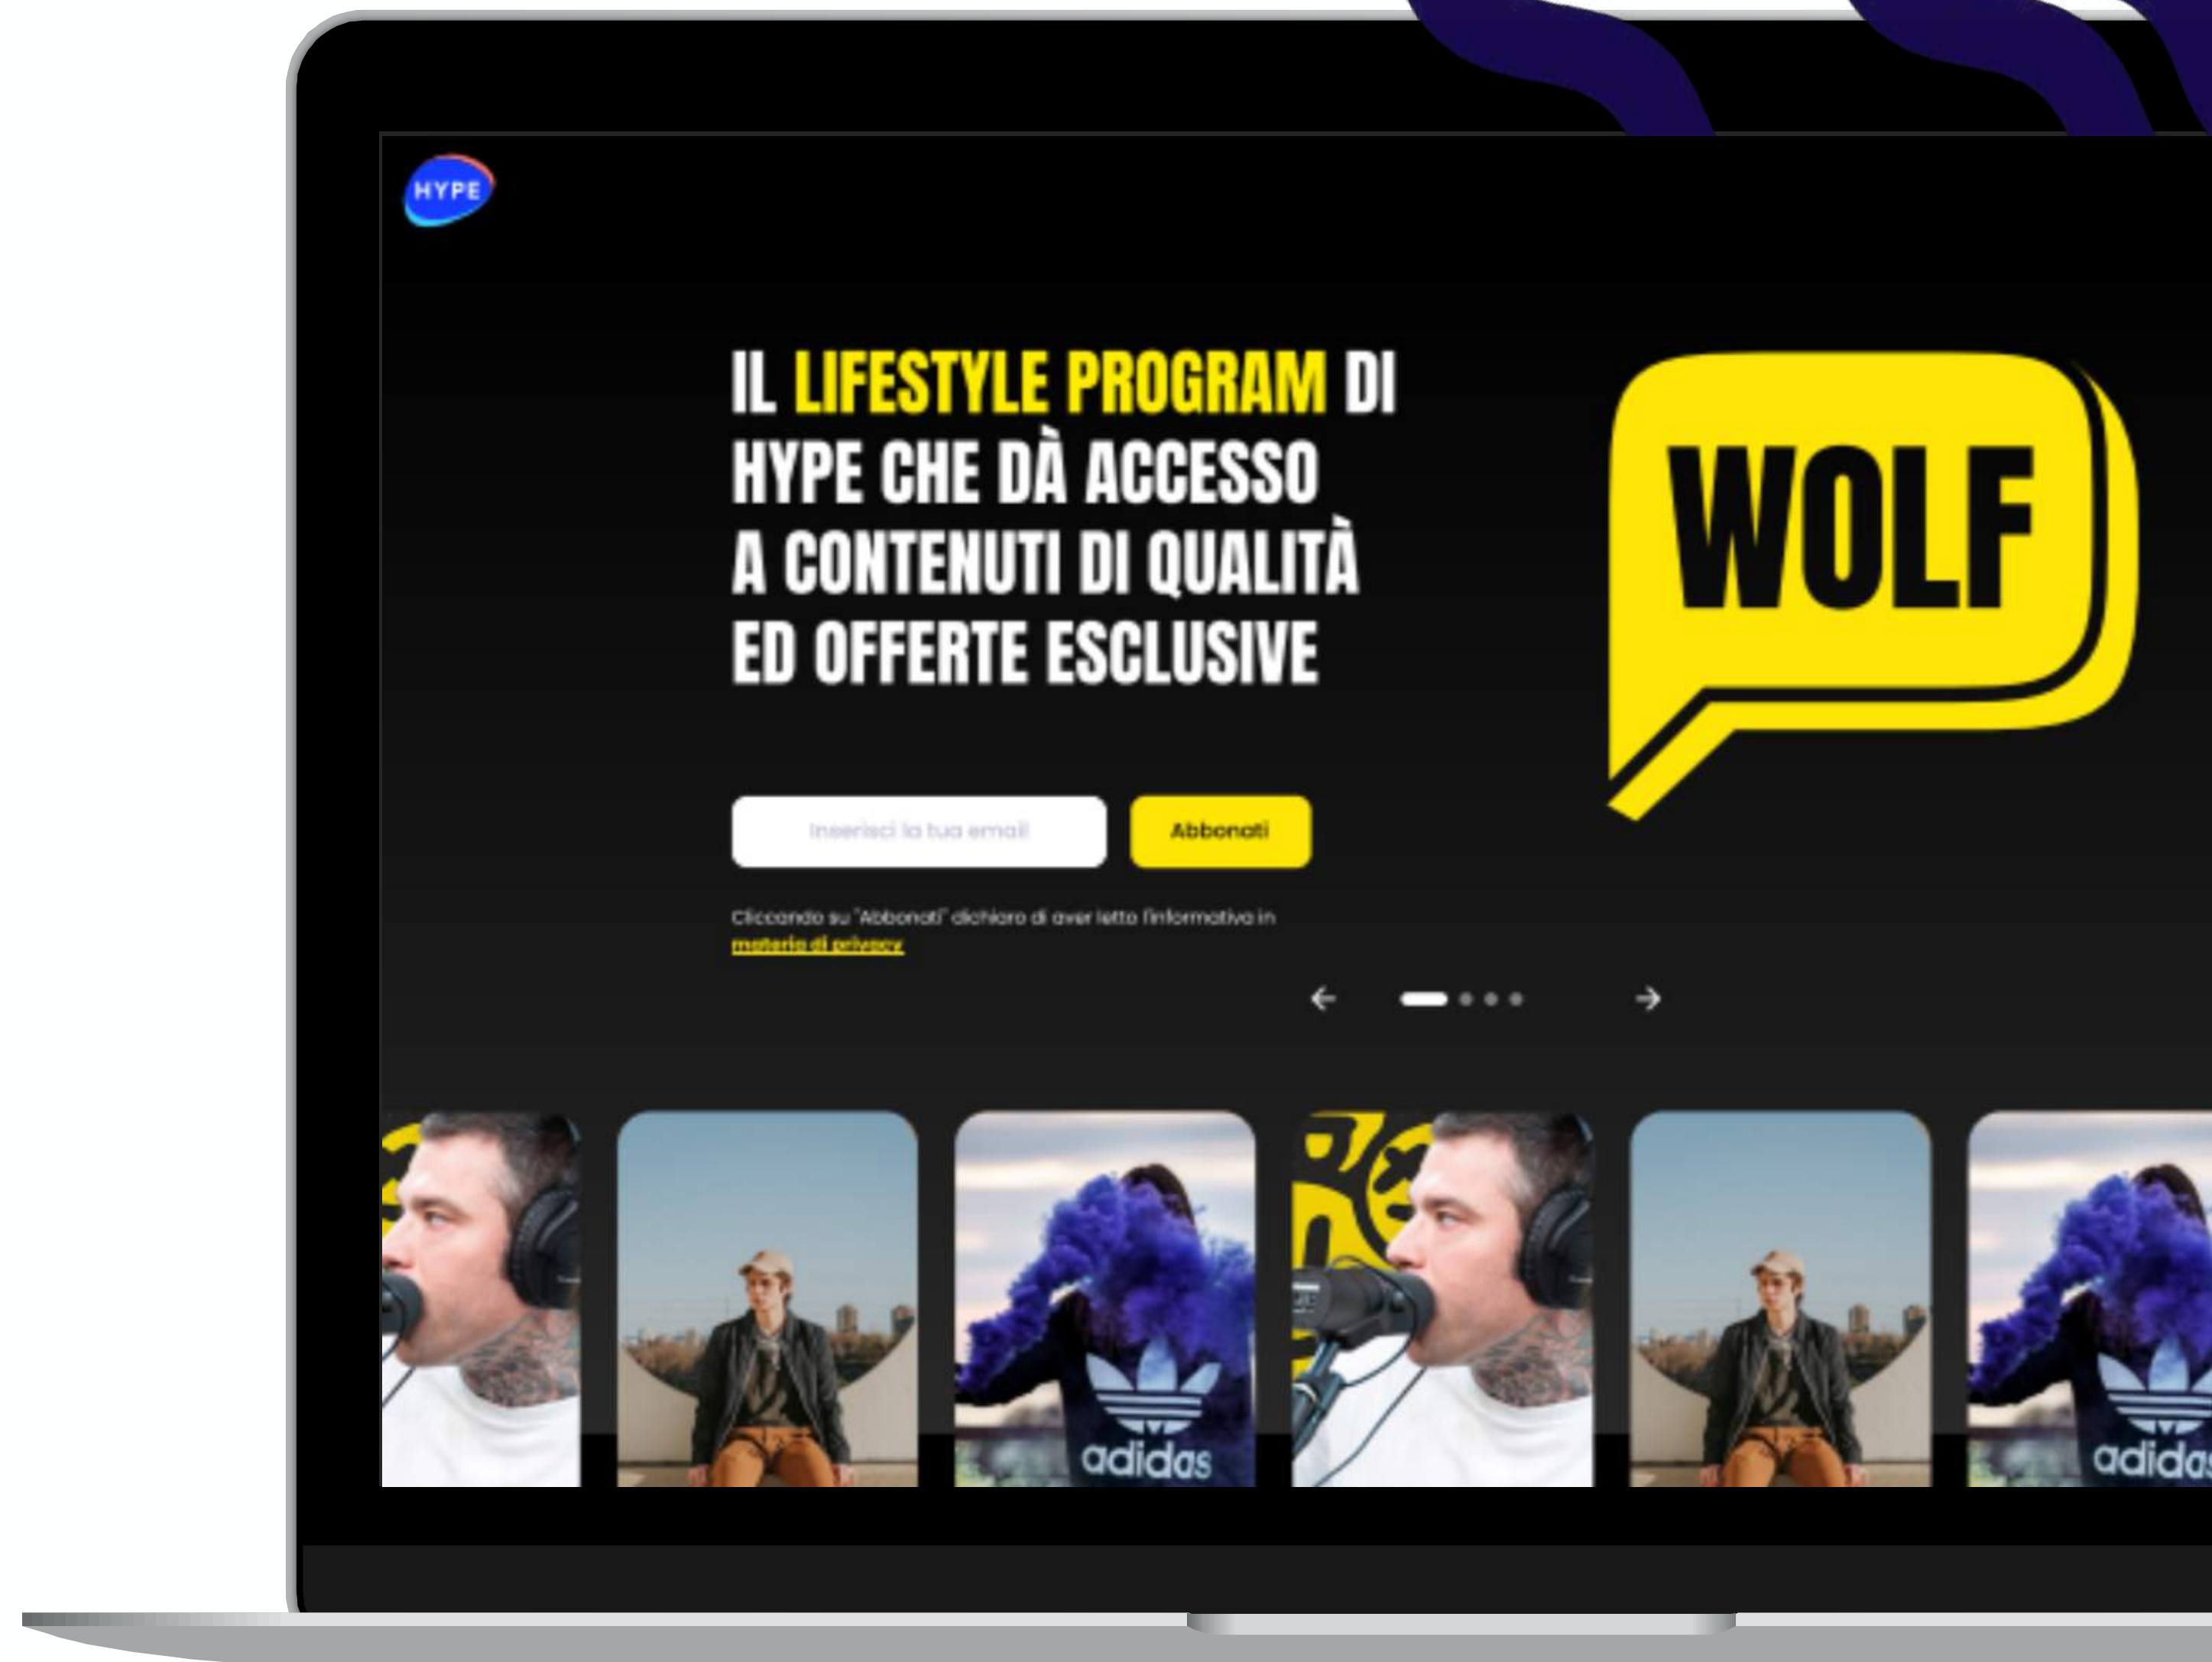 HYPE
IL LIFESTYLE PROGRAM DI
HYPE CHE DÀ ACCESSO
A CONTENUTI DI QUALITÀ
ED OFFERTE ESCLUSIVE
WOLF
Inserisci la tua email
Abbonati
Cliccando su "Abbonati" dichiaro di aver letto l'informativa in
materia di privacy
adidas
adidas